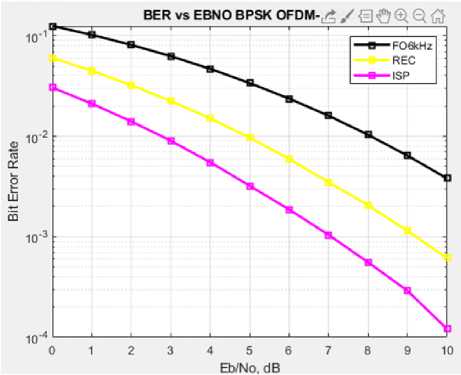 BER vs EBNO BPSK OFDM-
10^-1
10^-2
10^-3
10^-4
Bit Error Rate
FO6kHz
REC
ISP
0 1 2 3 4 5 6 7 8 9 10
Eb/No, dB